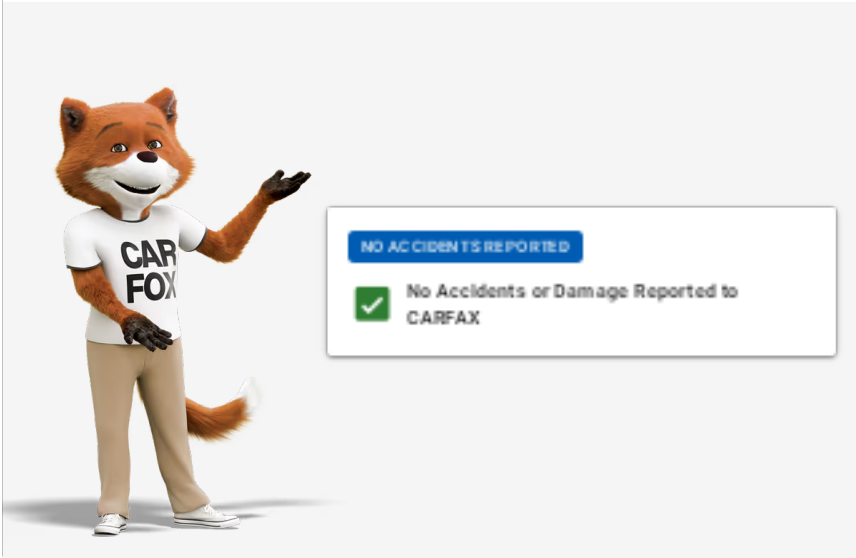 CAR
FOX
NO ACCIDENTS REPORTED
No Accidents or Damage Reported to
CARFAX